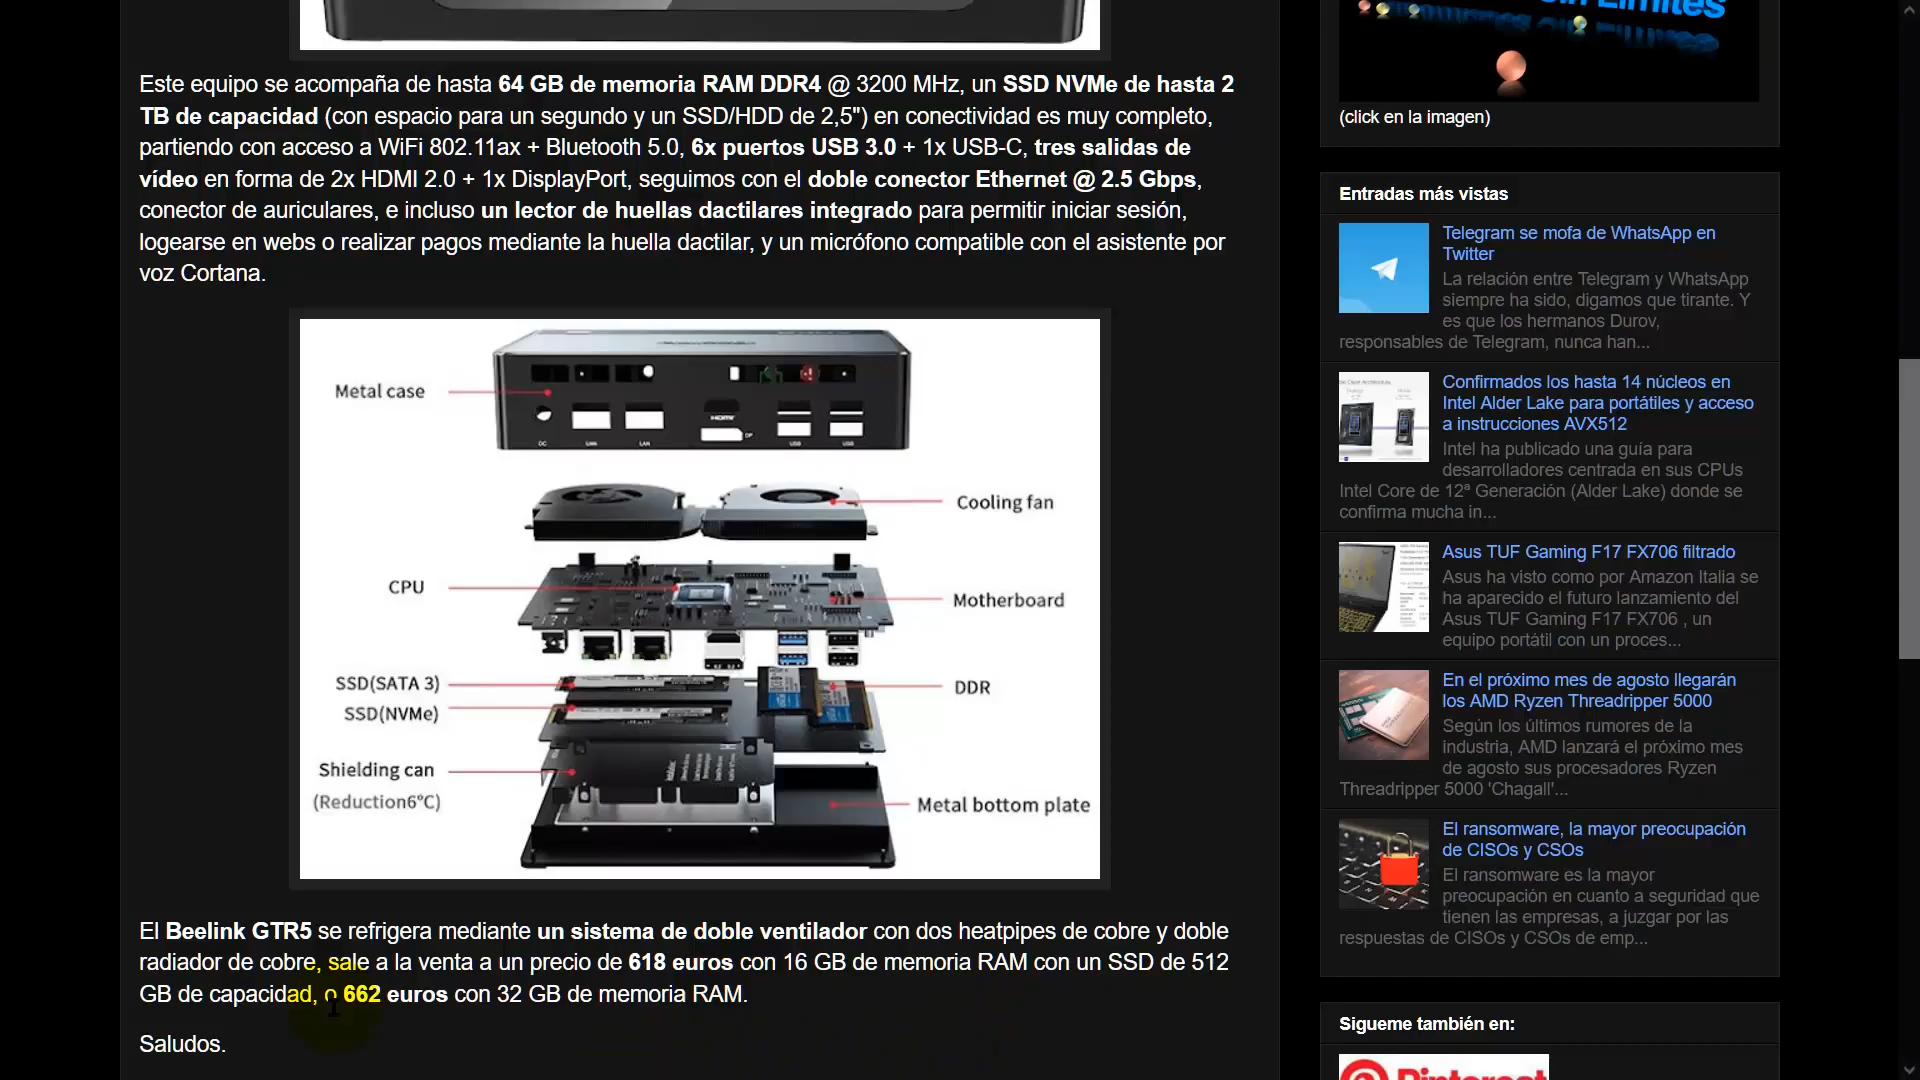 in Límites
(click en la imagen)
Este equipo se acompaña de hasta 64 GB de memoria RAM DDR4 @ 3200 MHz, un SSD NVMe de hasta 2
TB de capacidad (con espacio para un segundo y un SSD/HDD de 2,5") en conectividad es muy completo,
partiendo con acceso a WiFi 802.11ax + Bluetooth 5.0, 6x puertos USB 3.0 + 1x USB-C, tres salidas de
vídeo en forma de 2x HDMI 2.0 + 1x DisplayPort, seguimos con el doble conector Ethernet @ 2.5 Gbps,
conector de auriculares, e incluso un lector de huellas dactilares integrado para permitir iniciar sesión,
logearse en webs o realizar pagos mediante la huella dactilar, y un micrófono compatible con el asistente por
voz Cortana.
Metal case
HDMI
DP
DC
LAN
LAN
USB
USB
Cooling fan
CPU
Motherboard
SSD(SATA 3)
SSD(NVMe)
DDR
Shielding can
(Reduction6°C)
Metal bottom plate
El Beelink GTR5 se refrigera mediante un sistema de doble ventilador con dos heatpipes de cobre y doble
radiador de cobre, sale a la venta a un precio de 618 euros con 16 GB de memoria RAM con un SSD de 512
GB de capacidad, o 662 euros con 32 GB de memoria RAM.
Saludos.
Entradas más vistas
Telegram se mofa de WhatsApp en
Twitter
La relación entre Telegram y WhatsApp
siempre ha sido, digamos que tirante. Y
es que los hermanos Durov,
responsables de Telegram, nunca han...
Confirmados los hasta 14 núcleos en
Intel Alder Lake para portátiles y acceso
a instrucciones AVX512
Intel ha publicado una guía para
desarrolladores centrada en sus CPUs
Intel Core de 12ª Generación (Alder Lake) donde se
confirma mucha in...
Asus TUF Gaming F17 FX706 filtrado
Asus ha visto como por Amazon Italia se
ha aparecido el futuro lanzamiento del
Asus TUF Gaming F17 FX706 , un
equipo portátil con un proces...
En el próximo mes de agosto llegarán
los AMD Ryzen Threadripper 5000
Según los últimos rumores de la
industria, AMD lanzará el próximo mes
de agosto sus procesadores Ryzen
Threadripper 5000 'Chagall'...
El ransomware, la mayor preocupación
de CISOs y CSOs
El ransomware es la mayor
preocupación en cuanto a seguridad que
tienen las empresas, a juzgar por las
respuestas de CISOs y CSOs de emp...
Sigueme también en:
Pinterest